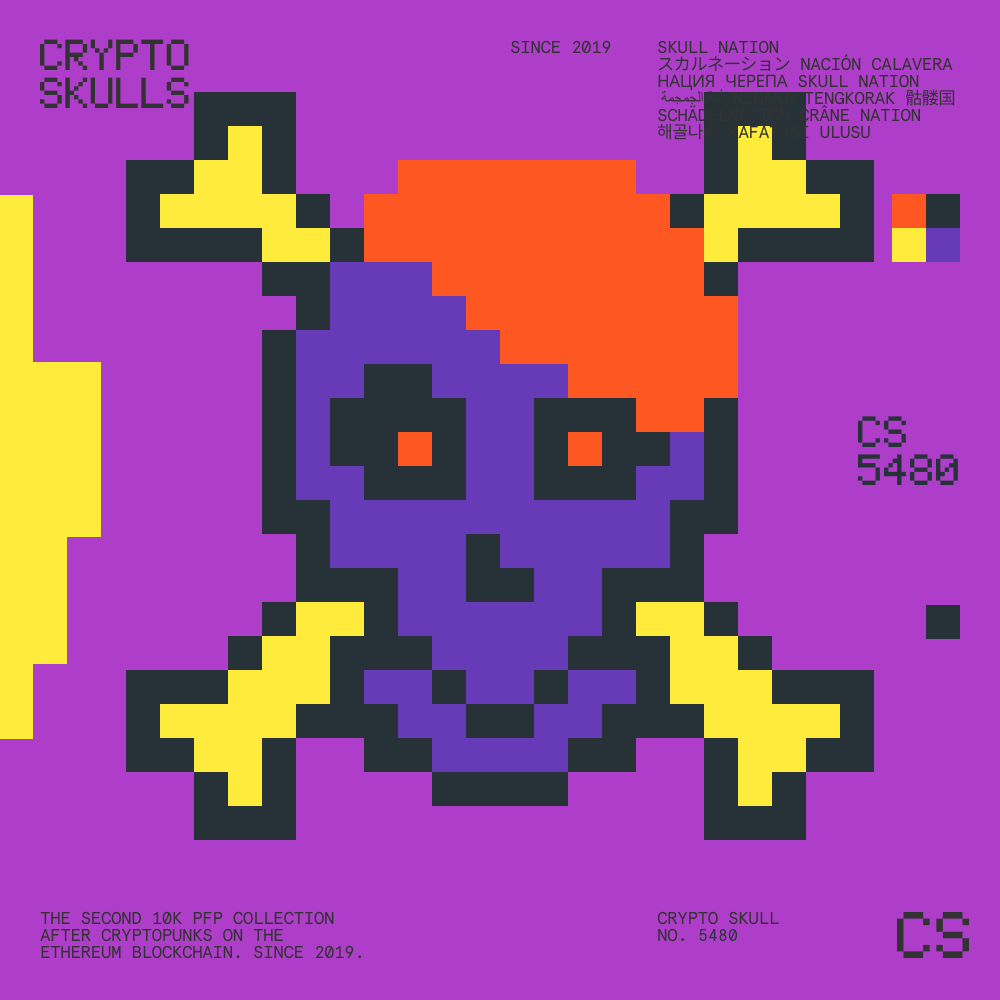 CRYPTO
SKULLS
SINCE 2019
SKULL NATION
スカルネーション NACIÓN CALAVERA
НАЦИЯ ЧЕРЕПА SKULL NATION
TENGKORAK 骷髅国
CRÂNE NATION
ULUSU
CS
5480
THE SECOND 10K PFP COLLECTION
AFTER CRYPTOPUNKS ON THE
ETHEREUM BLOCKCHAIN. SINCE 2019.
CRYPTO SKULL
NO. 5480
CS